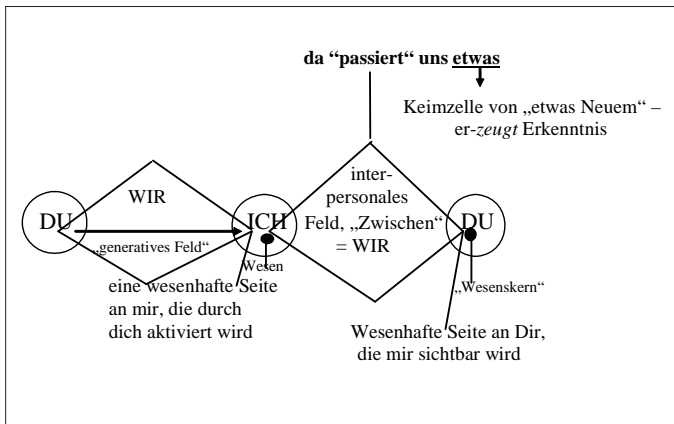 da “passiert“ uns etwas
Keimzelle von „etwas Neuem“ –
er-zeugt Erkenntnis
inter-
personales
Feld, „Zwischen“
= WIR
WIR
DU
ICH
DU
„generatives Feld“
Wesen
„Wesenskern“
eine wesenhafte Seite
an mir, die durch
dich aktiviert wird
Wesenhafte Seite an Dir,
die mir sichtbar wird